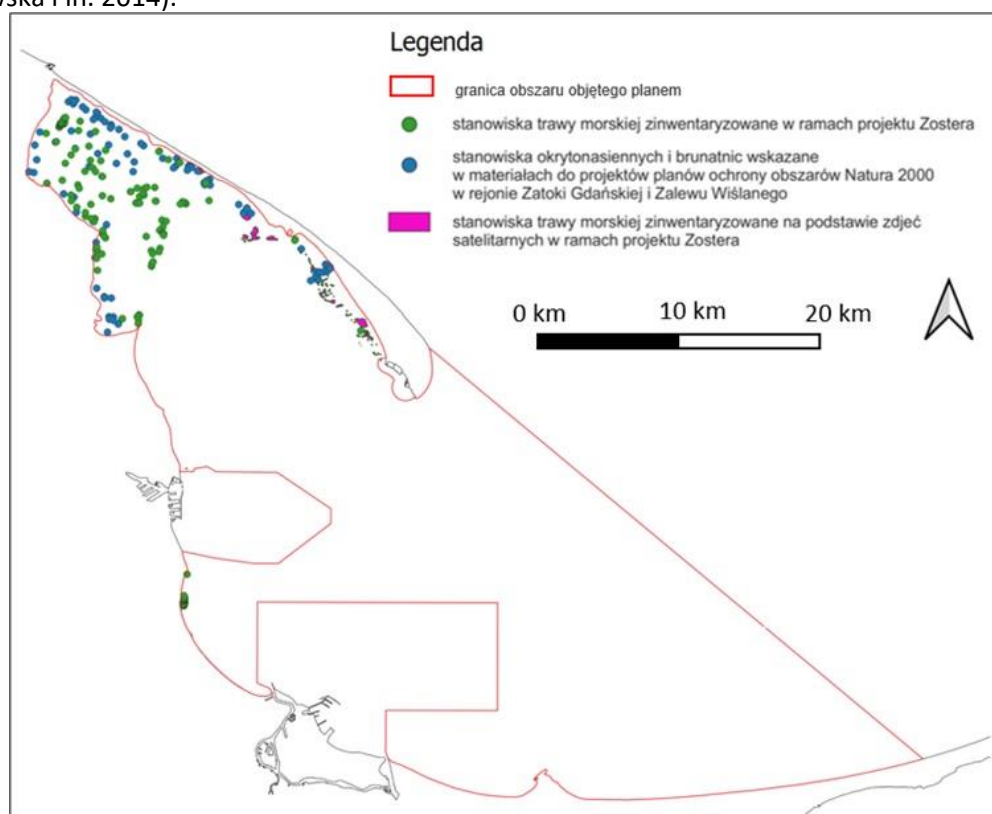 in. 2014).
Legenda
granica obszaru objętego planem
stanowiska trawy morskiej zinwentaryzowane w ramach projektu Zostera
stanowiska okrytonasiennych i brunatnic wskazane
w materiałach do projektów planów ochrony obszarów Natura 2000
w rejonie Zatoki Gdańskiej i Zalewu Wiślanego
stanowiska trawy morskiej zinwentaryzowane na podstawie zdjęć
satelitarnych w ramach projektu Zostera
0 km 10 km 20 km